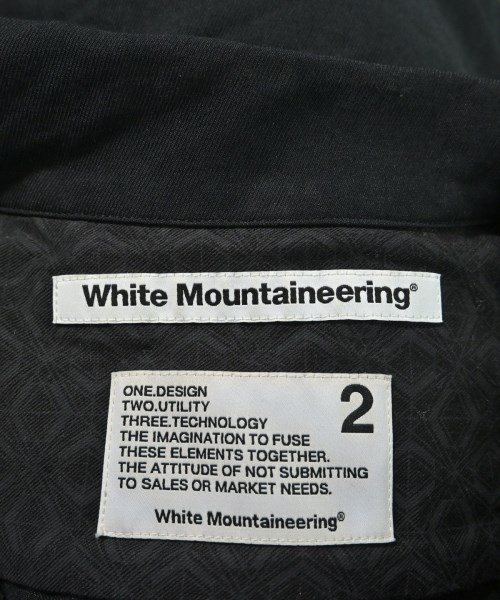 White Mountaineering®
ONE.DESIGN
TWO.UTILITY
THREE.TECHNOLOGY
THE IMAGINATION TO FUSE
THESE ELEMENTS TOGETHER.
THE ATTITUDE OF NOT SUBMITTING
TO SALES OR MARKET NEEDS.
2
White Mountaineering®